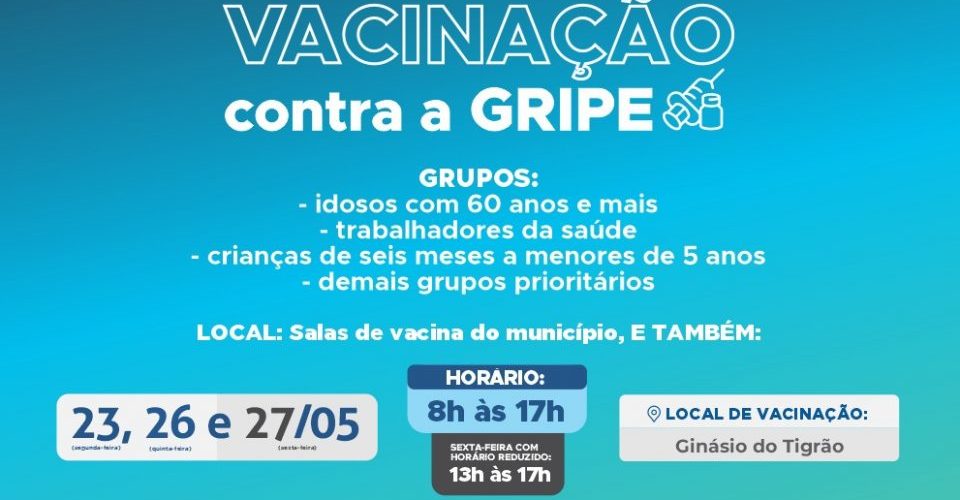 VACINAÇÃO
contra a GRIPE
GRUPOS:
- idosos com 60 anos e mais
- trabalhadores da saúde
- crianças de seis meses a menores de 5 anos
- demais grupos prioritários
LOCAL: Salas de vacina do município, E TAMBÉM:
23, 26 e 27/05
(segunda-feira) (quinta-feira) (sexta-feira)
HORÁRIO:
8h às 17h
SEXTA-FEIRA COM
HORÁRIO REDUZIDO:
13h às 17h
LOCAL DE VACINAÇÃO:
Ginásio do Tigrão